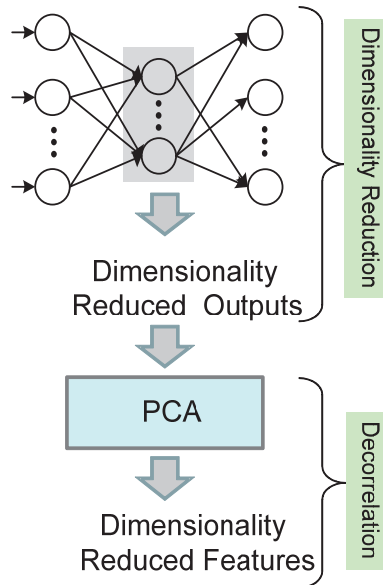 Dimensionality Reduction
Dimensionality
Reduced Outputs
PCA
Decorrelation
Dimensionality
Reduced Features